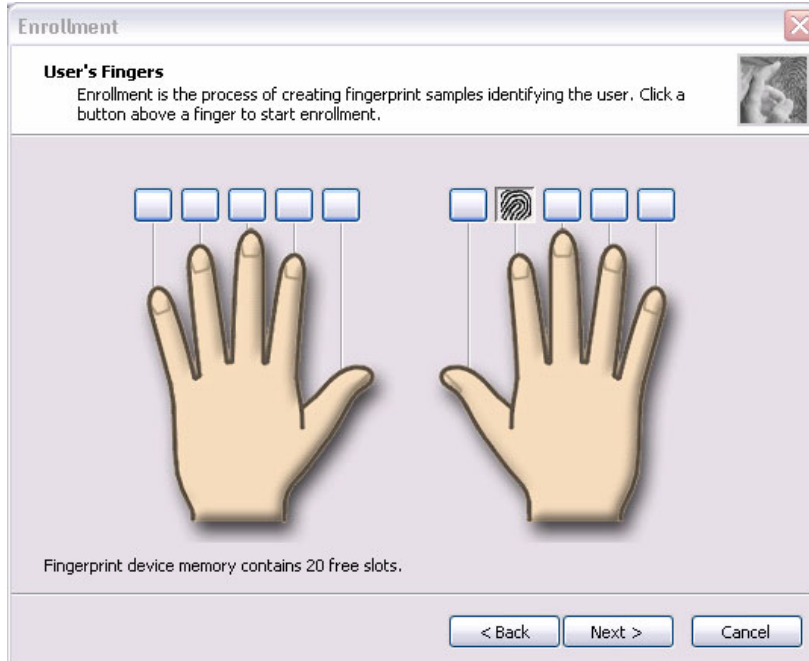 Enrollment
User's Fingers
Enrollment is the process of creating fingerprint samples identifying the user. Click a
button above a finger to start enrollment.
Fingerprint device memory contains 20 free slots.
< Back Next > Cancel